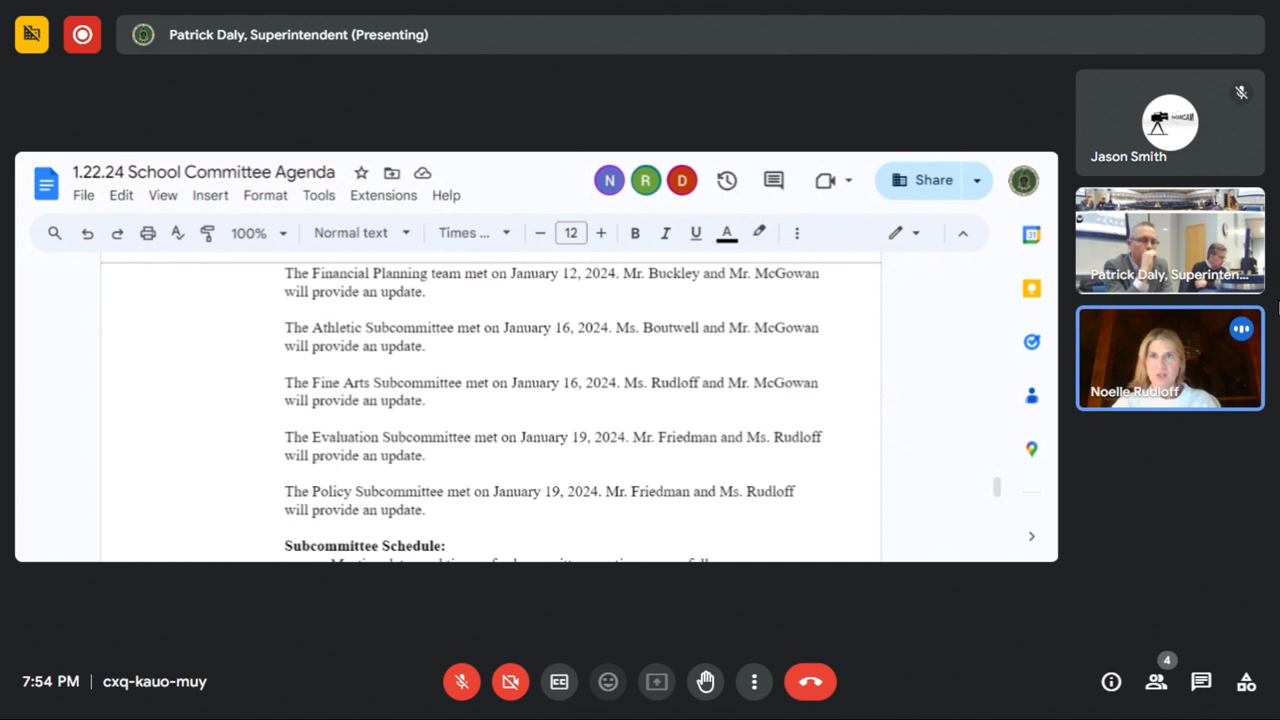 Patrick Daly, Superintendent (Presenting)
Jason Smith
1.22.24 School Committee Agenda
N R D
Share
File Edit View Insert Format Tools Extensions Help
100% Normal text Times ... 12 B I U A
31
The Financial Planning team met on January 12, 2024. Mr. Buckley and Mr. McGowan
will provide an update.
The Athletic Subcommittee met on January 16, 2024. Ms. Boutwell and Mr. McGowan
will provide an update.
The Fine Arts Subcommittee met on January 16, 2024. Ms. Rudloff and Mr. McGowan
will provide an update.
The Evaluation Subcommittee met on January 19, 2024. Mr. Friedman and Ms. Rudloff
will provide an update.
The Policy Subcommittee met on January 19, 2024. Mr. Friedman and Ms. Rudloff
will provide an update.
Subcommittee Schedule:
Patrick Daly, Superinten...
Noelle Rudloff
7:54 PM | cxq-kauo-muy
4